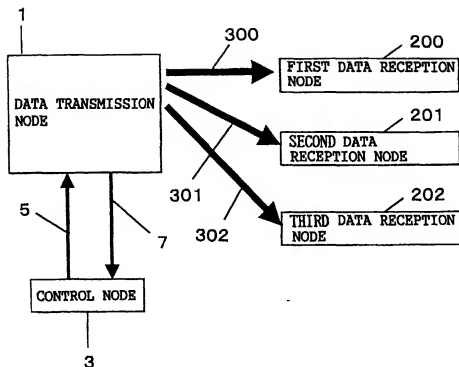 1
300
200
FIRST DATA RECEPTION
NODE
DATA TRANSMISSION
NODE
201
SECOND DATA
RECEPTION NODE
301
202
5
7
302
THIRD DATA RECEPTION
NODE
CONTROL NODE
3